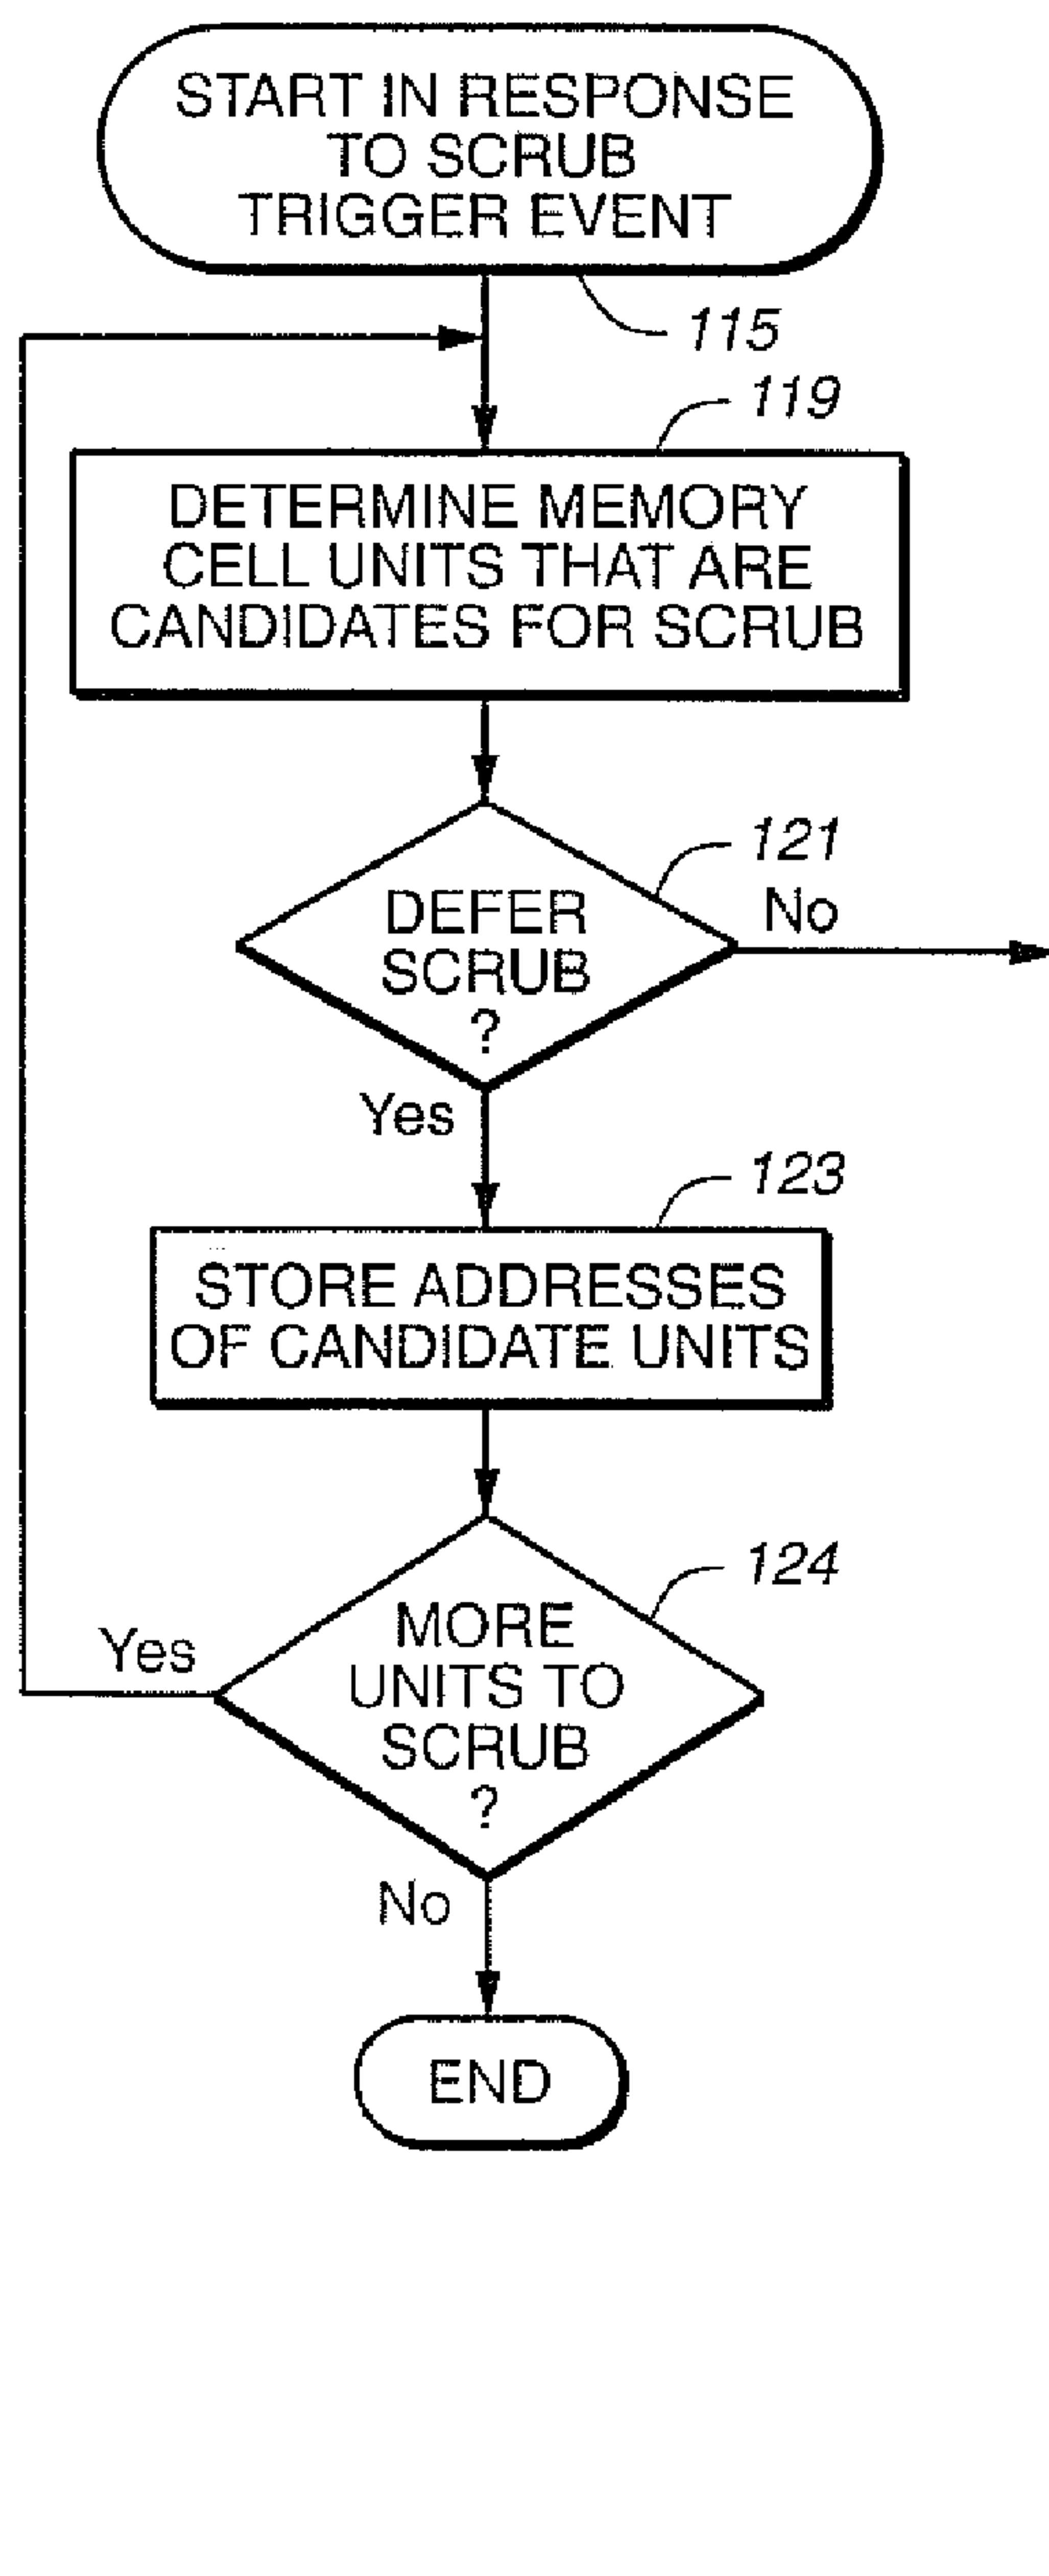 START IN RESPONSE
TO SCRUB
TRIGGER EVENT
115
119
DETERMINE MEMORY
CELL UNITS THAT ARE
CANDIDATES FOR SCRUB
121
No
DEFER
SCRUB
?
Yes
123
STORE ADDRESSES
OF CANDIDATE UNITS
124
MORE
UNITS TO
SCRUB
?
Yes
No
END